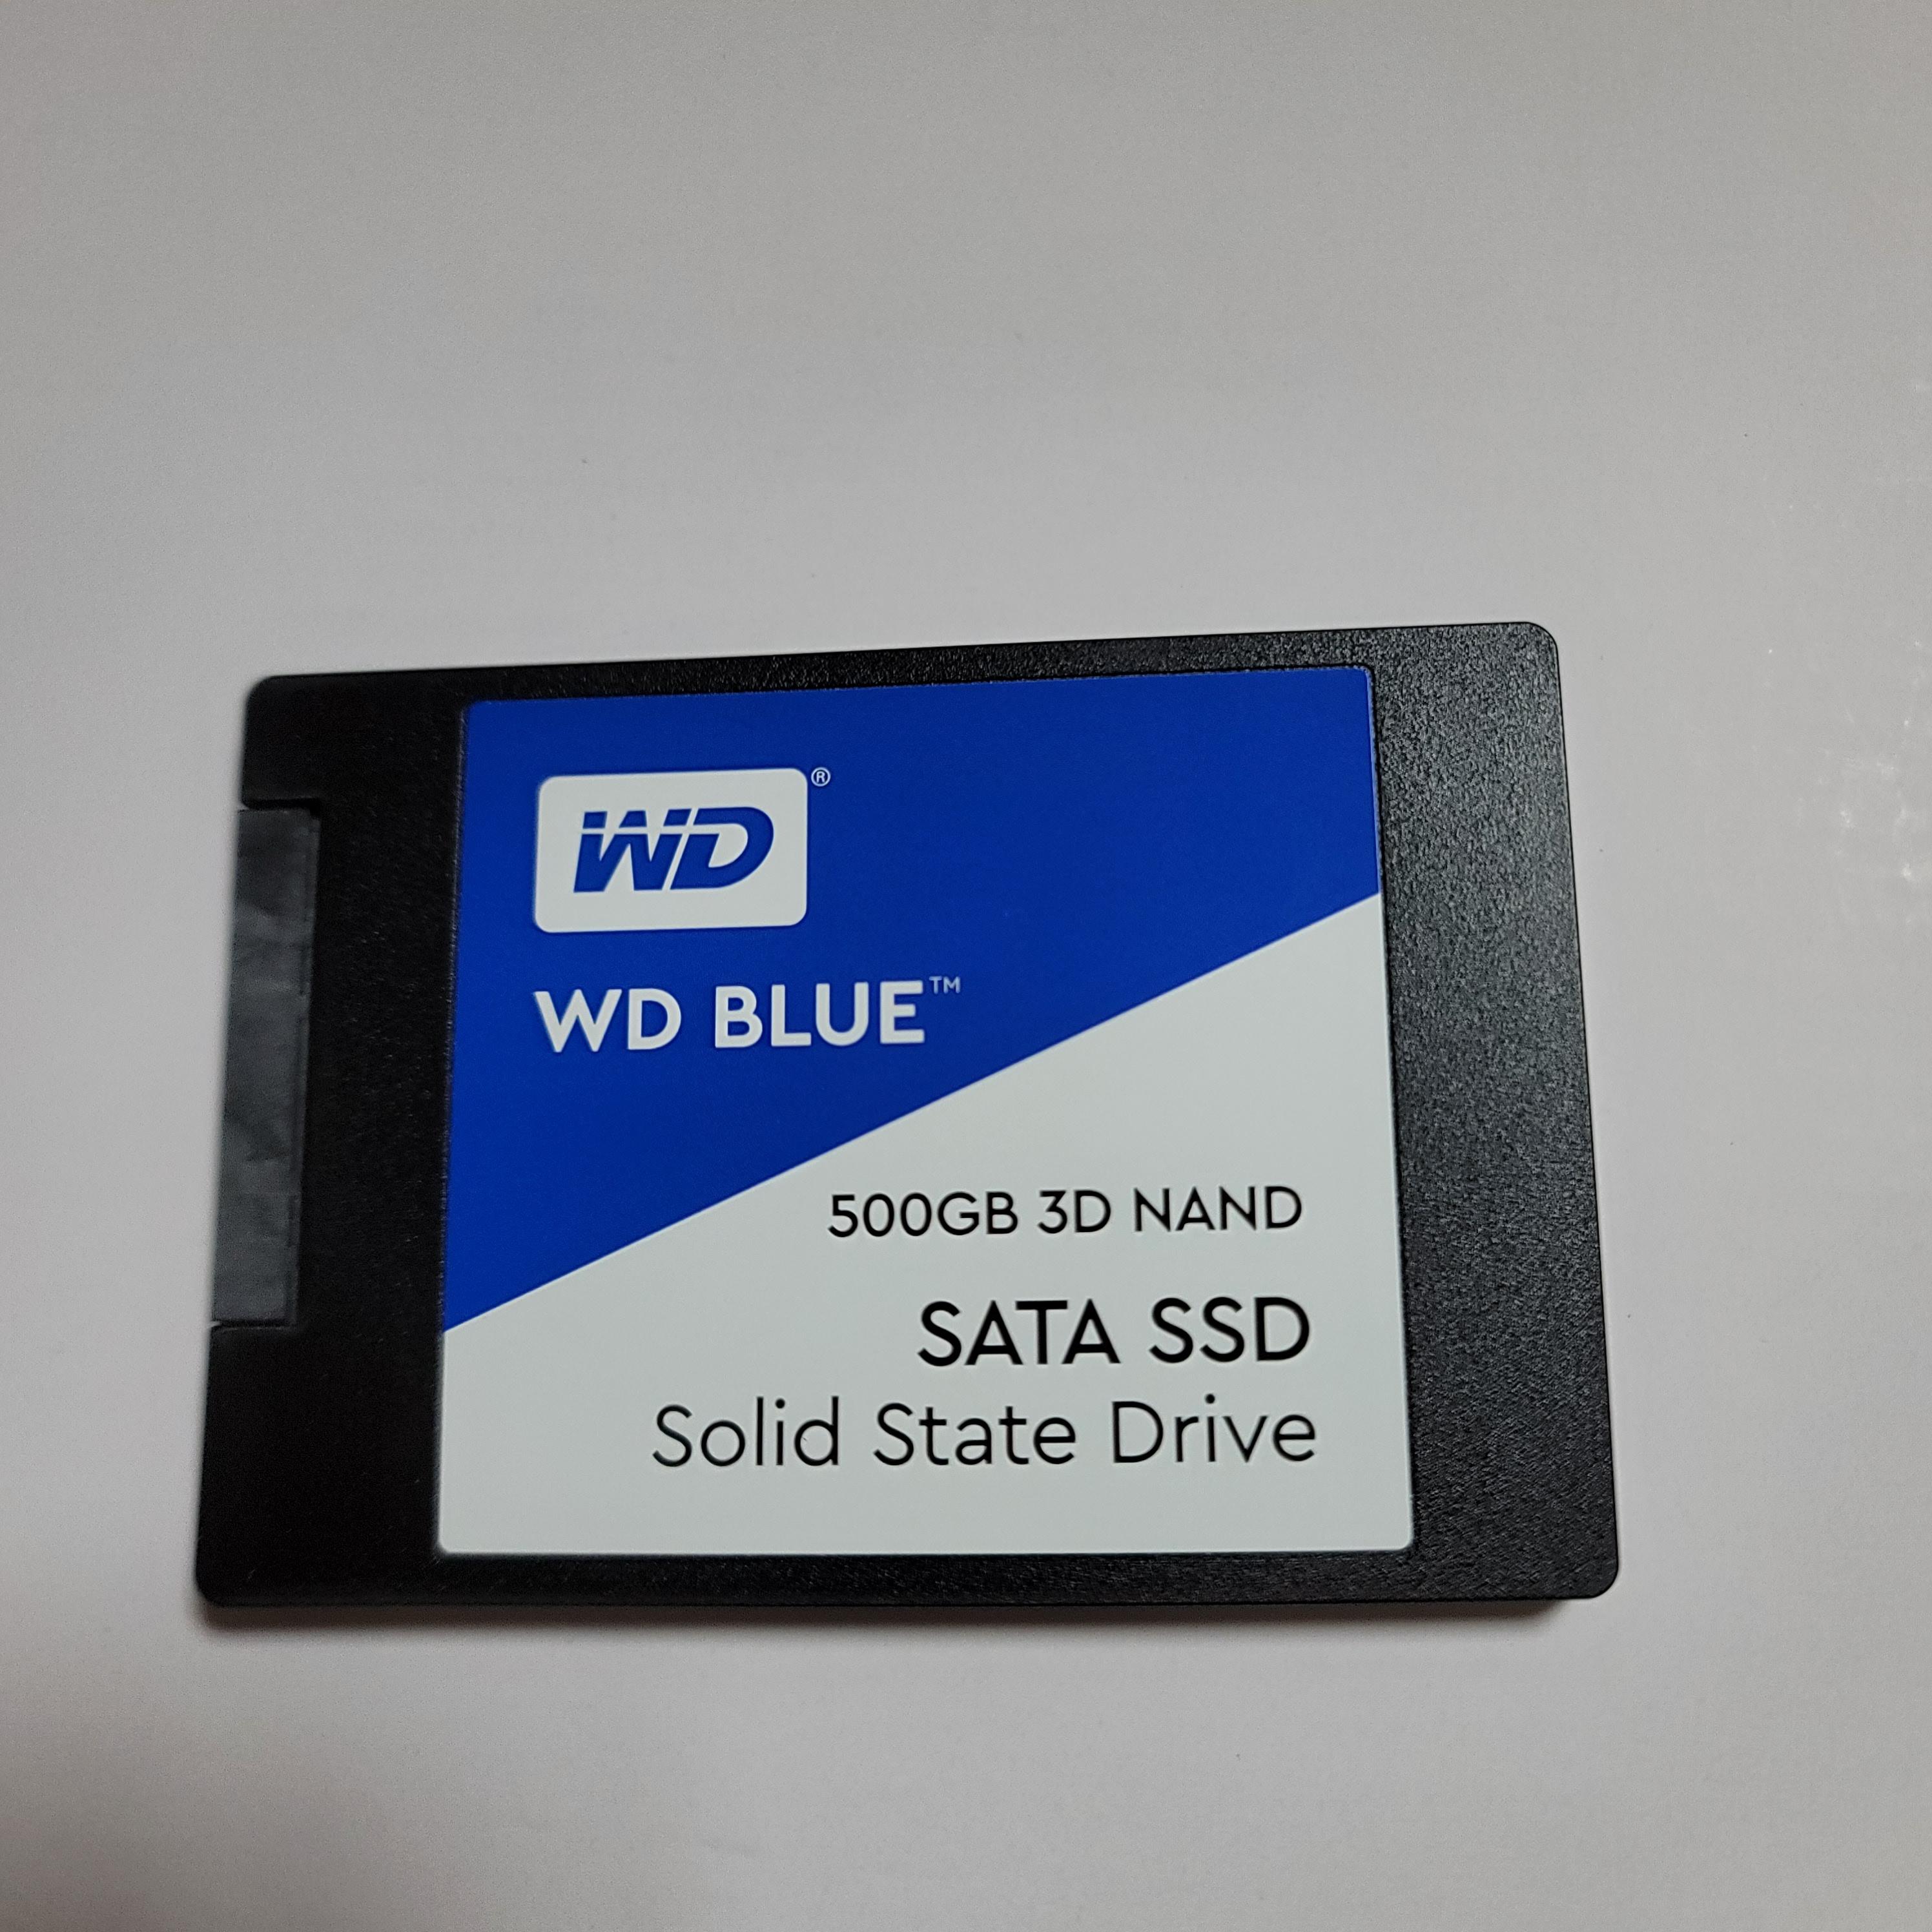 WD®
WD BLUE™
500GB 3D NAND
SATA SSD
Solid State Drive